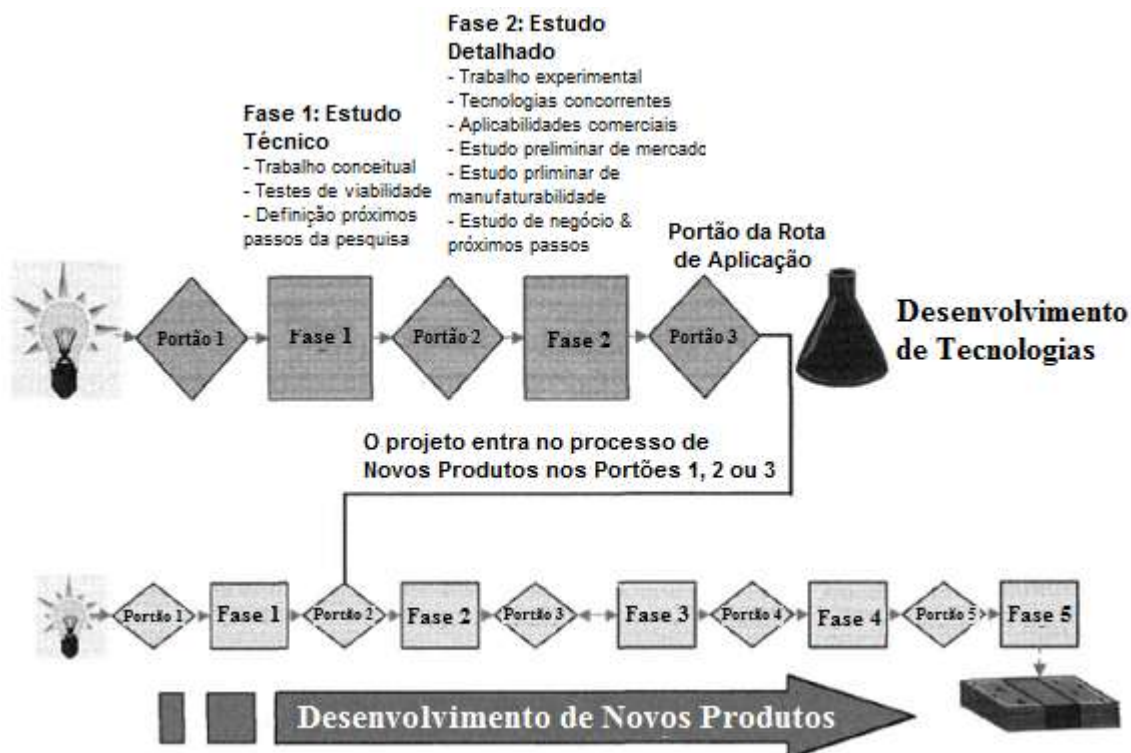 Fase 1: Estudo
Técnico
- Trabalho conceitual
- Testes de viabilidade
- Definição próximos
passos da pesquisa
Fase 2: Estudo
Detalhado
- Trabalho experimental
- Tecnologias concorrentes
- Aplicabilidades comerciais
- Estudo preliminar de mercado
- Estudo prliminar de
manufaturabilidade
- Estudo de negócio &
próximos passos
Portão da Rota
de Aplicação
Portão 1
Fase 1
Portão 2
Fase 2
Portão 3
Desenvolvimento
de Tecnologias
O projeto entra no processo de
Novos Produtos nos Portões 1, 2 ou 3
Portão 1
Fase 1
Portão 2
Fase 2
Portão 3
Fase 3
Portão 4
Fase 4
Portão 5
Fase 5
Desenvolvimento de Novos Produtos